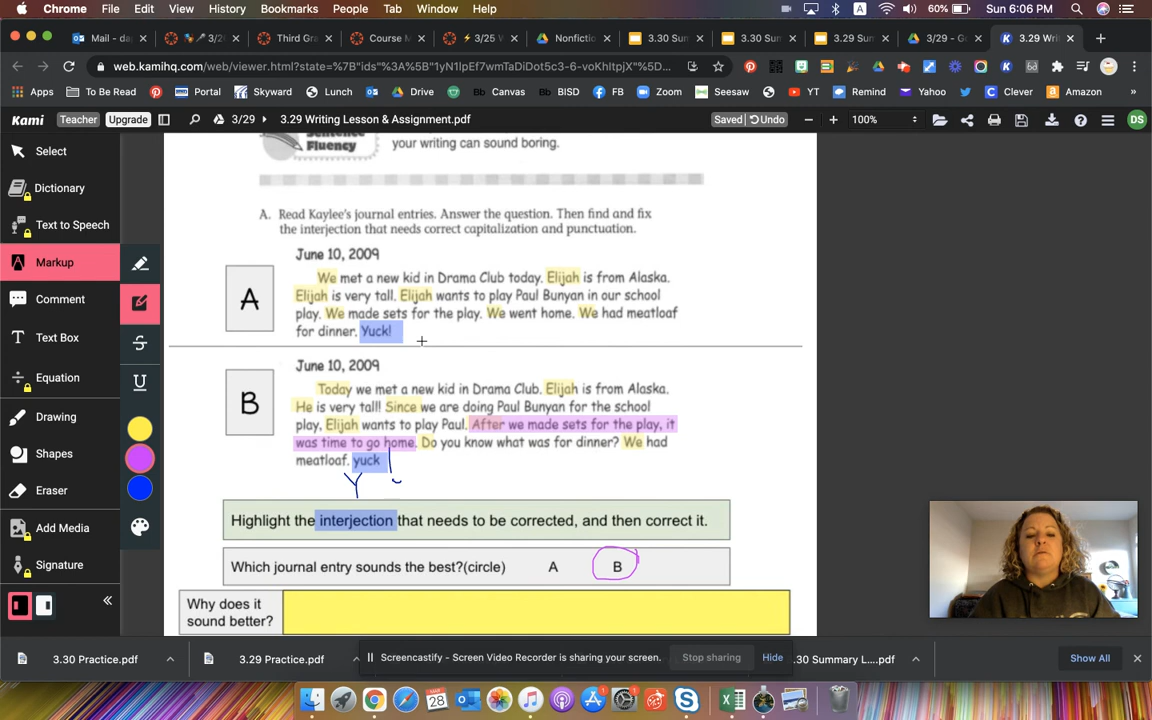 Chrome File Edit View History Bookmarks People Tab Window Help A 60% Sun 6:06 PM
Mail - da 3/2 Third Gra Course M 3/25 W Nonfictio 3.30 Sum 3.30 Sum 3.29 Sum 3/29 - G 3.29 Writ
web.kamihq.com/web/viewer.html?state=%7B"ids"%3A%5B"1yN1IpEf7wmTaDiDot5c3-6-voKhItpjX"%5D...
Apps To Be Read Portal Skyward Lunch Drive Bb Canvas Bb BISD FB Zoom Seesaw YT Remind Yahoo Clever Amazon »
Kami Teacher Upgrade 3/29 3.29 Writing Lesson & Assignment.pdf Saved Undo 100% DS
Select
Dictionary
Text to Speech
Markup
Comment
Text Box
Equation
Drawing
Shapes
Eraser
Add Media
Signature
Sentence
Fluency
your writing can sound boring.
A. Read Kaylee's journal entries. Answer the question. Then find and fix
the interjection that needs correct capitalization and punctuation.
June 10, 2009
A
We met a new kid in Drama Club today. Elijah is from Alaska.
Elijah is very tall. Elijah wants to play Paul Bunyan in our school
play. We made sets for the play. We went home. We had meatloaf
for dinner. Yuck!
June 10, 2009
B
Today we met a new kid in Drama Club. Elijah is from Alaska.
He is very tall! Since we are doing Paul Bunyan for the school
play, Elijah wants to play Paul. After we made sets for the play, it
was time to go home. Do you know what was for dinner? We had
meatloaf. yuck
Y
Highlight the interjection that needs to be corrected, and then correct it.
Which journal entry sounds the best?(circle) A B
Why does it
sound better?
3.30 Practice.pdf 3.29 Practice.pdf Screencastify - Screen Video Recorder is sharing your screen. Stop sharing Hide .30 Summary L....pdf Show All
MAR
28